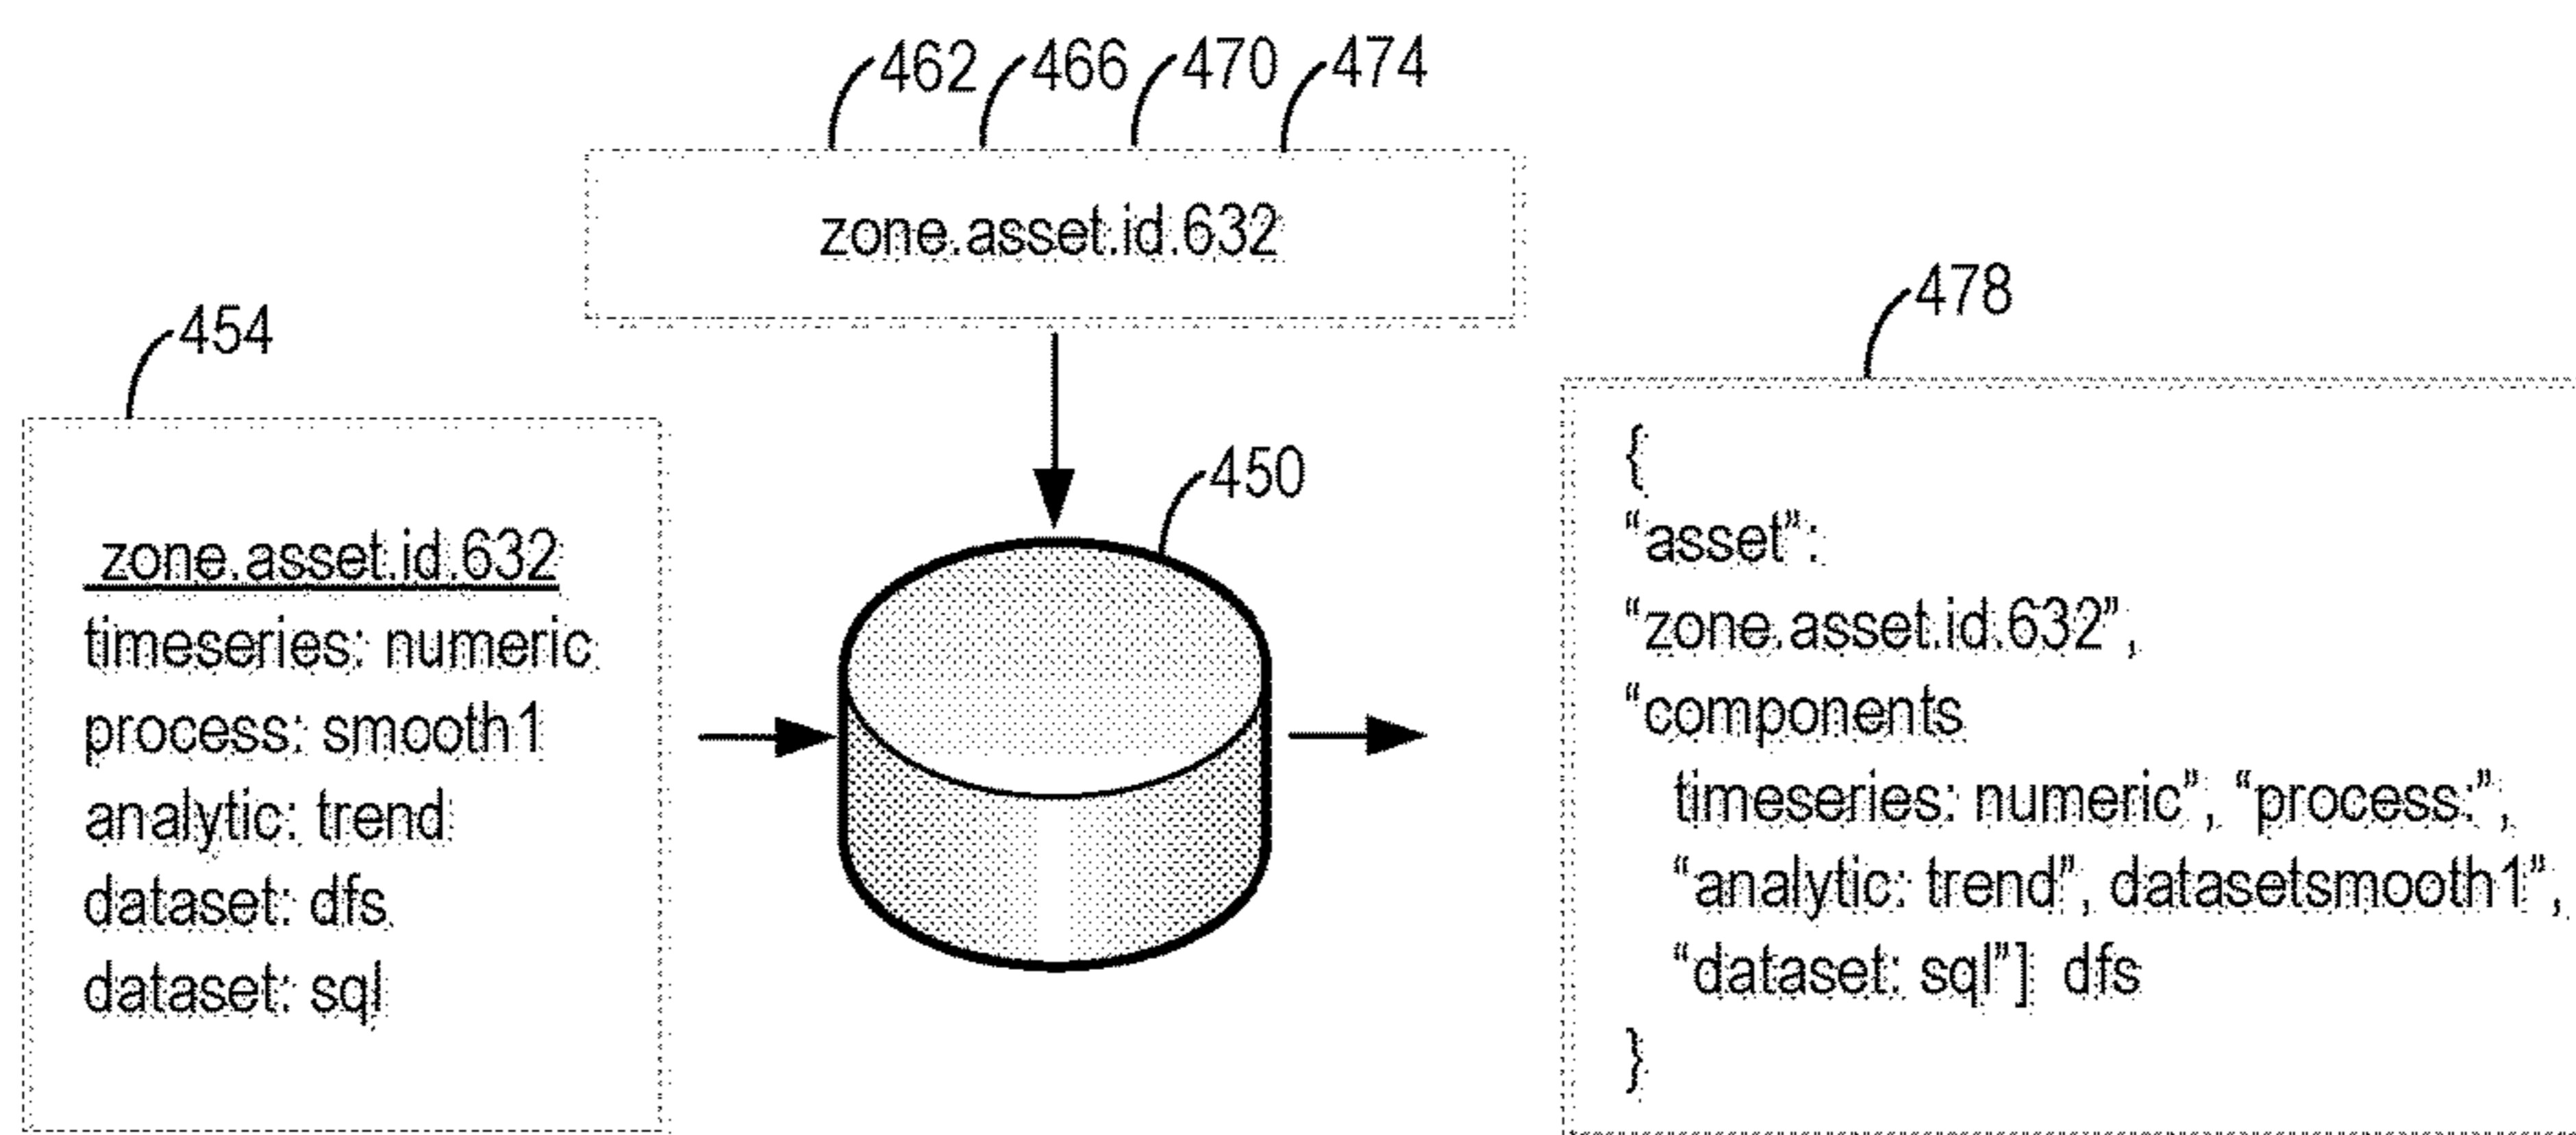 462 466 470 474
zone.asset.id.632
454
zone.asset.id.632
timeseries: numeric
process: smooth1
analytic: trend
dataset: dfs
dataset: sql
450
478
{
“asset”:
“zone.asset.id.632”,
“components
timeseries: numeric”, “process:”,
“analytic: trend”, datasetsmooth1”,
“dataset: sql”] dfs
}